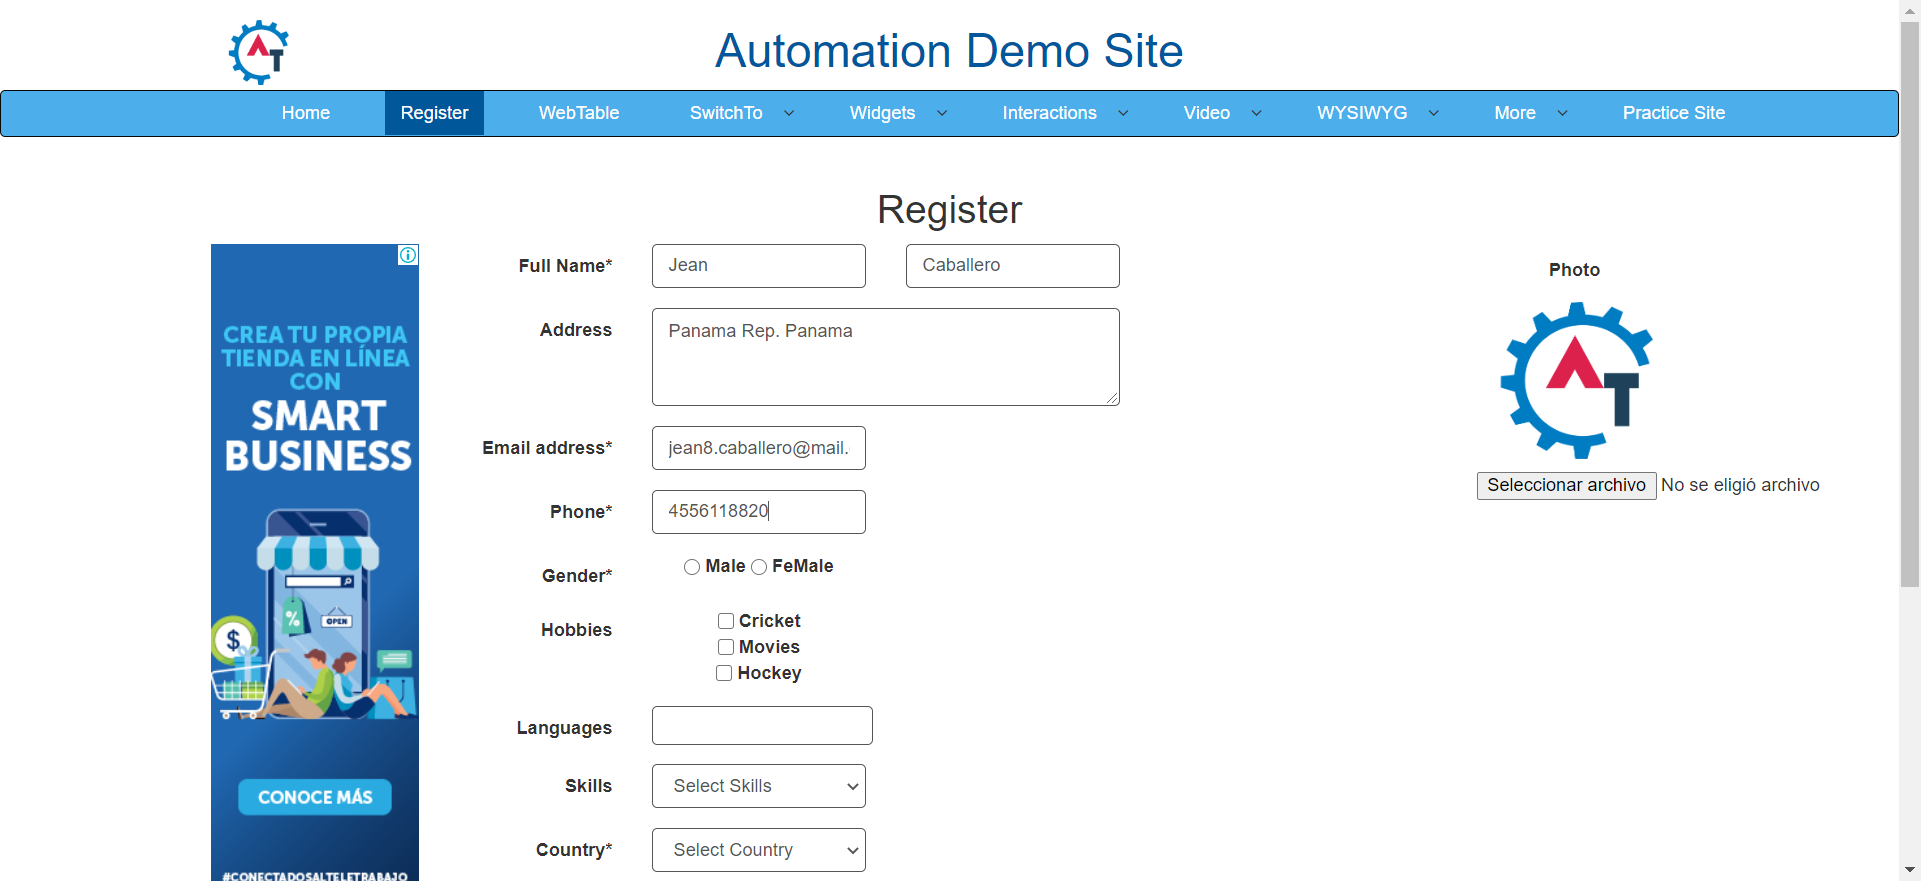 Automation Demo Site
Home Register WebTable SwitchTo Widgets Interactions Video WYSIWYG More Practice Site
Register
CREA TU PROPIA
TIENDA EN LÍNEA
CON
SMART
BUSINESS
%
OPEN
$
CONOCE MÁS
#CONECTADOSALTELETRABAJO
Full Name* Jean Caballero
Address Panama Rep. Panama
Email address* jean8.caballero@mail.
Phone* 4556118820
Gender* Male FeMale
Hobbies Cricket
Movies
Hockey
Languages
Skills Select Skills
Country* Select Country
Photo
AT
Seleccionar archivo No se eligió archivo